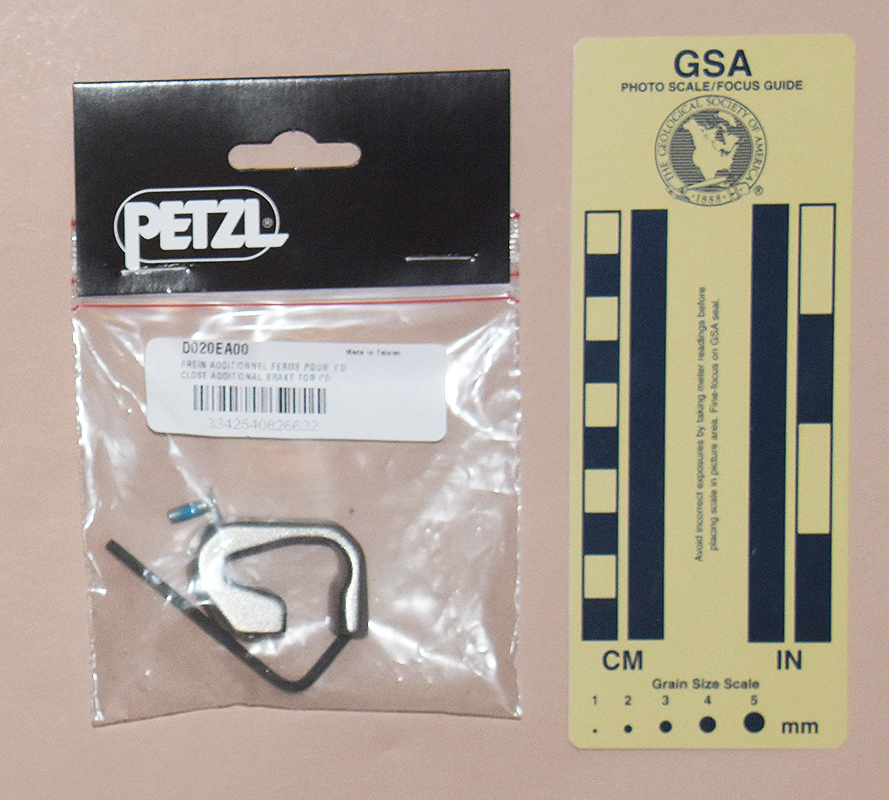 PETZL®
D020EA00
Made in Taiwan
FREIN ADDITIONNEL FERME POUR I'D
CLOSE ADDITIONAL BRAKE FOR I'D
3342540826632
GSA
PHOTO SCALE/FOCUS GUIDE
THE GEOLOGICAL SOCIETY OF AMERICA
·1888·
®
Avoid incorrect exposures by taking meter readings before
placing scale in picture area. Fine-focus on GSA seal.
CM
IN
Grain Size Scale
1 2 3 4 5
mm